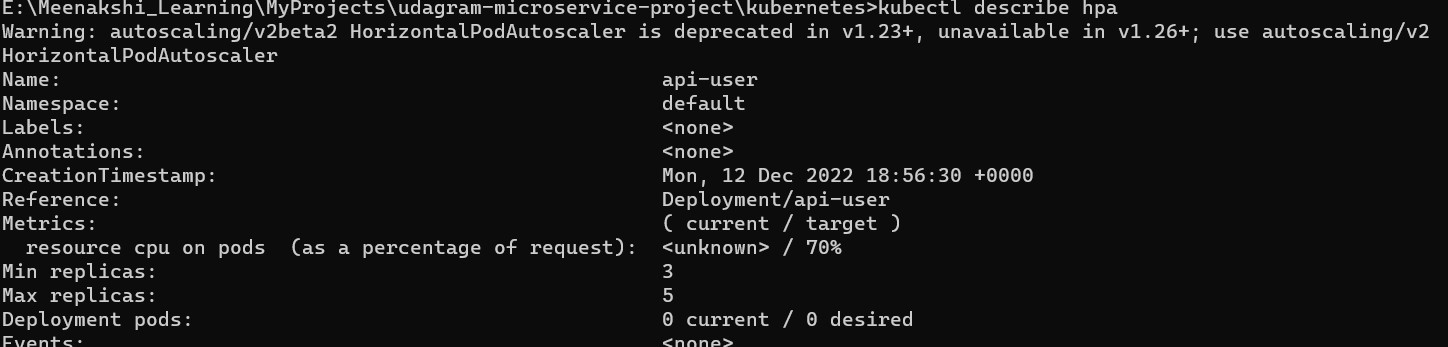 E:\Meenakshi_Learning\MyProjects\udagram-microservice-project\kubernetes>kubectl describe hpa
Warning: autoscaling/v2beta2 HorizontalPodAutoscaler is deprecated in v1.23+, unavailable in v1.26+; use autoscaling/v2
HorizontalPodAutoscaler
Name: api-user
Namespace: default
Labels: <none>
Annotations: <none>
CreationTimestamp: Mon, 12 Dec 2022 18:56:30 +0000
Reference: Deployment/api-user
Metrics: ( current / target )
resource cpu on pods (as a percentage of request): <unknown> / 70%
Min replicas: 3
Max replicas: 5
Deployment pods: 0 current / 0 desired
Events: <none>